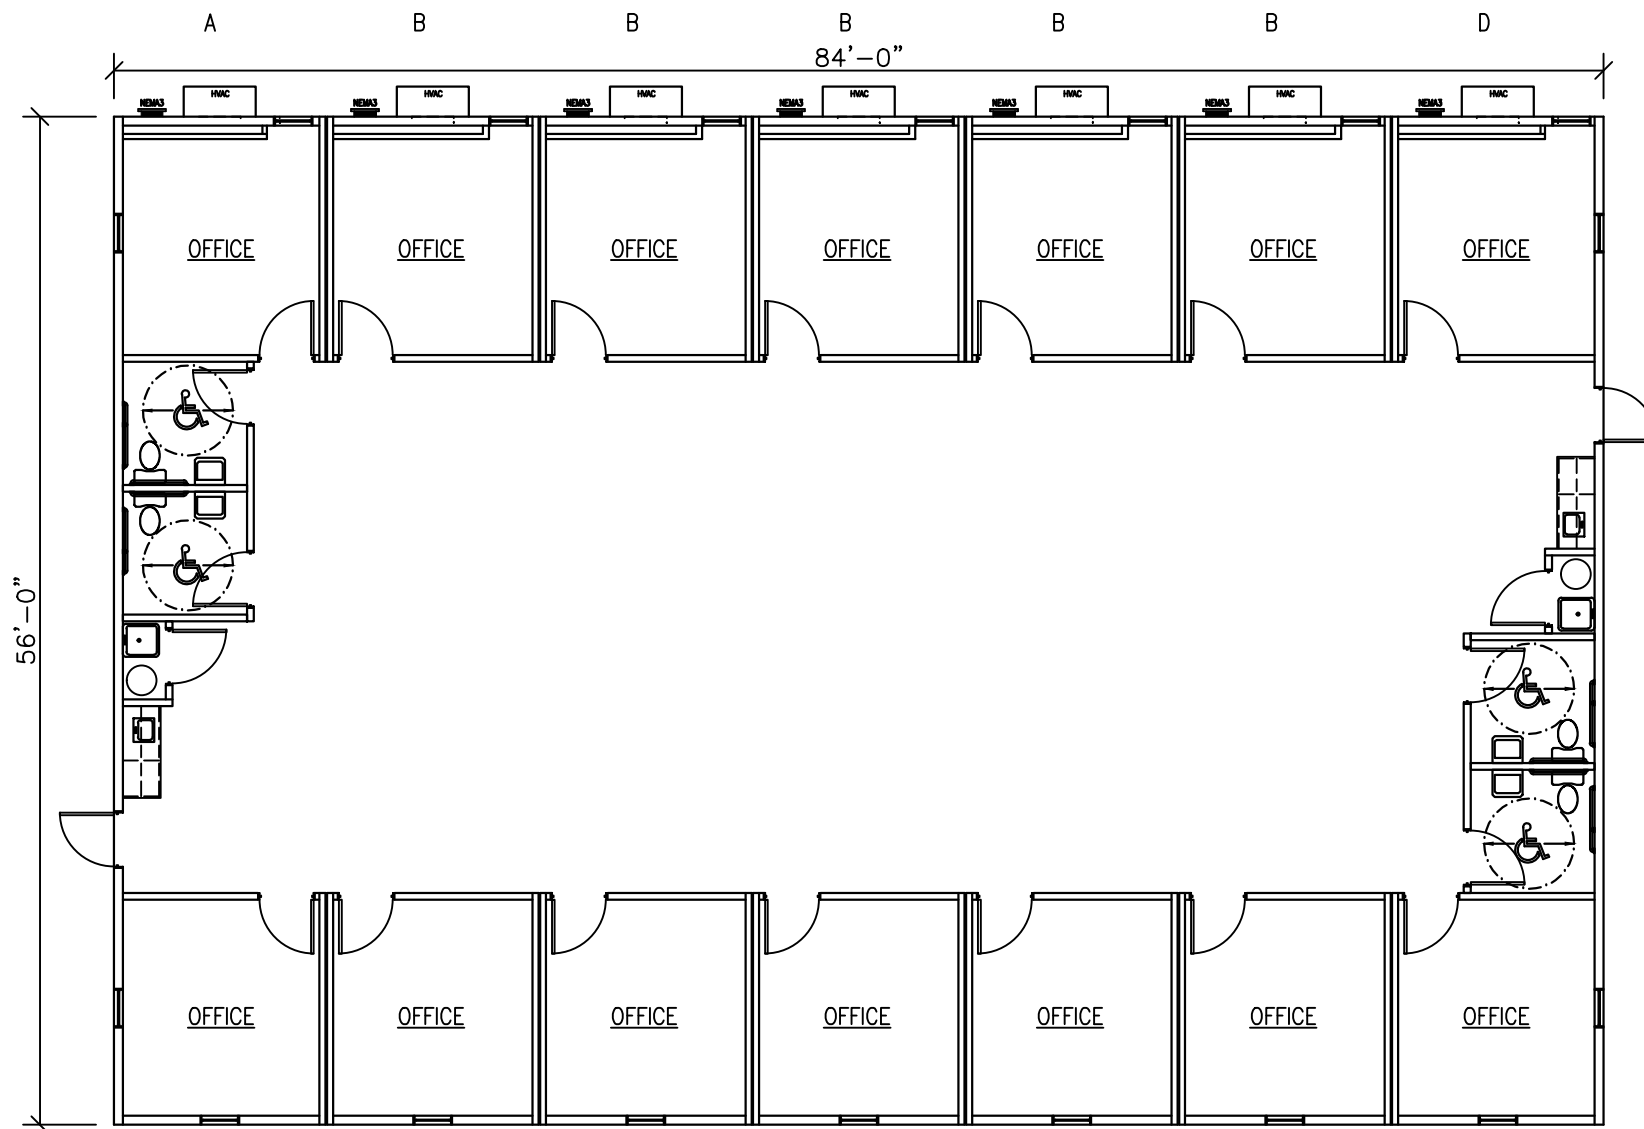 A B B B B B D
84'-0"
HVAC HVAC HVAC HVAC HVAC HVAC HVAC
NEMA3 NEMA3 NEMA3 NEMA3 NEMA3 NEMA3 NEMA3
OFFICE OFFICE OFFICE OFFICE OFFICE OFFICE OFFICE
56'-0"
OFFICE OFFICE OFFICE OFFICE OFFICE OFFICE OFFICE